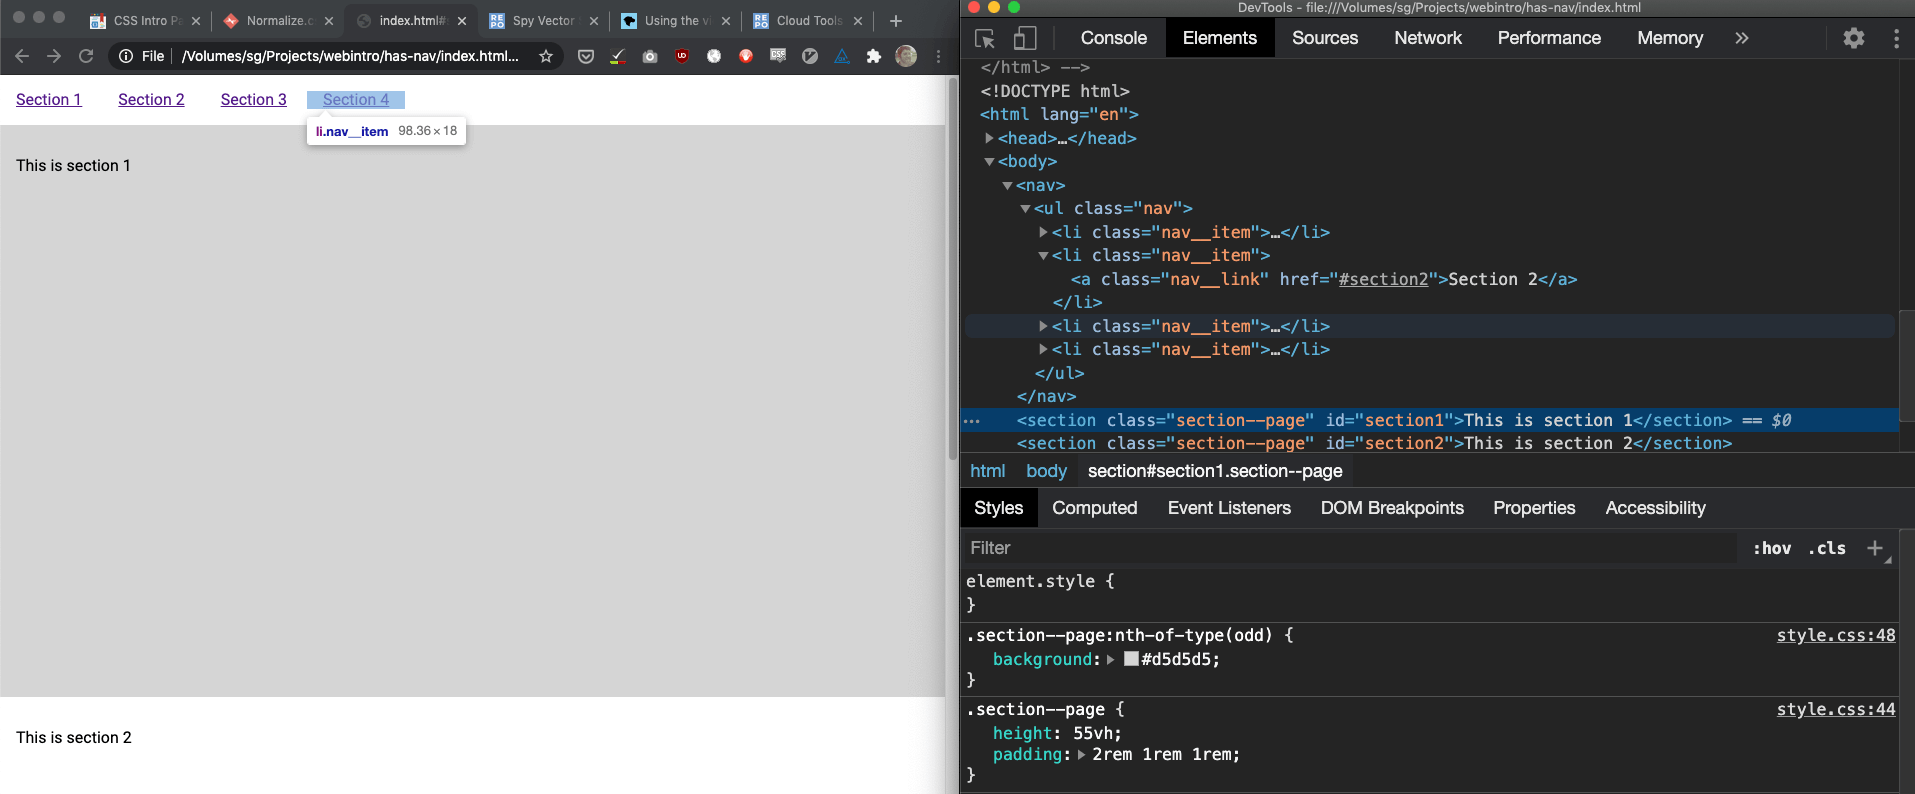 CSS Intro Pa
Normalize.c
index.html#
Spy Vector
Using the v
Cloud Tools
File
/Volumes/sg/Projects/webintro/has-nav/index.html...
Section 1
Section 2
Section 3
Section 4
li.nav__item 98.36×18
This is section 1
This is section 2
DevTools - file:///Volumes/sg/Projects/webintro/has-nav/index.html
Console Elements Sources Network Performance Memory »
</html> -->
<!DOCTYPE html>
<html lang="en">
<head>…</head>
<body>
<nav>
<ul class="nav">
<li class="nav__item">…</li>
<li class="nav__item">
<a class="nav__link" href="#section2">Section 2</a>
</li>
<li class="nav__item">…</li>
<li class="nav__item">…</li>
</ul>
</nav>
<section class="section--page" id="section1">This is section 1</section> == $0
<section class="section--page" id="section2">This is section 2</section>
html body section#section1.section--page
Styles Computed Event Listeners DOM Breakpoints Properties Accessibility
Filter :hov .cls +
element.style {
}
.section--page:nth-of-type(odd) { style.css:48
background: #d5d5d5;
}
.section--page { style.css:44
height: 55vh;
padding: 2rem 1rem 1rem;
}